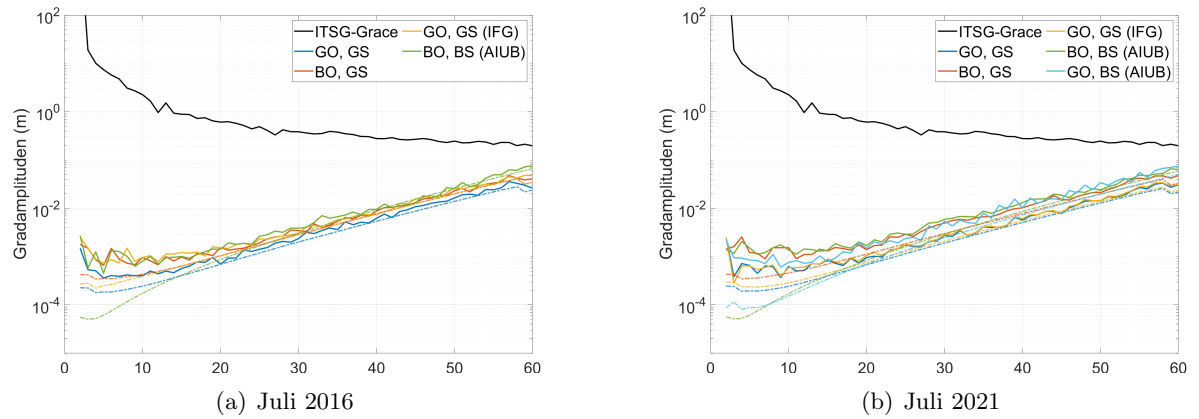 10^2
10^0
10^-2
10^-4
Gradamplituden (m)
ITSG-Grace
GO, GS
BO, GS
GO, GS (IFG)
BO, BS (AIUB)
0 10 20 30 40 50 60
(a) Juli 2016
10^2
10^0
10^-2
10^-4
Gradamplituden (m)
ITSG-Grace
GO, GS
BO, GS
GO, GS (IFG)
BO, BS (AIUB)
GO, BS (AIUB)
0 10 20 30 40 50 60
(b) Juli 2021